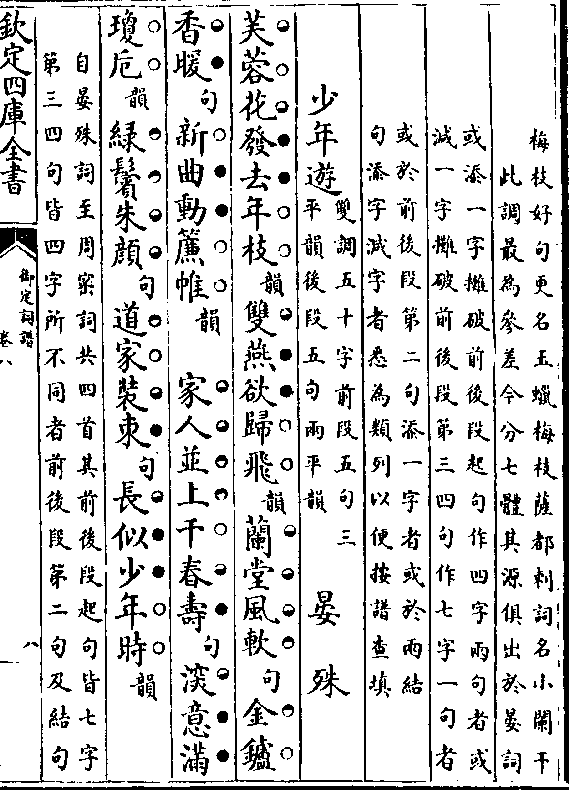 梅枝好句更名玉蠟梅枝薩都剌詞名小闌干
此調最為參差今分七體其源俱出於晏詞
或添一字攤破前後段起句作四字兩句者或
減一字攤破前後段第三四句作七字一句者
或於前後段第二句添一字者或於兩結
句添字減字者悉為類列以便按譜查填
少年遊 雙調五十字前段五句三
平韻後段五句兩平韻 晏殊
芙蓉花發去年枝韻雙燕欲歸飛韻蘭堂風軟句金鑪
香暖句新曲動簾帷韻 家人並上千春壽句深意滿
瓊卮韻綠鬢朱顏句道家裝束句長似少年時韻
自晏殊詞至周密詞共四首其前後段起句皆七字
第三四句皆四字所不同者前後段第二句及結句
欽定四庫全書
御定詞譜
卷八
八